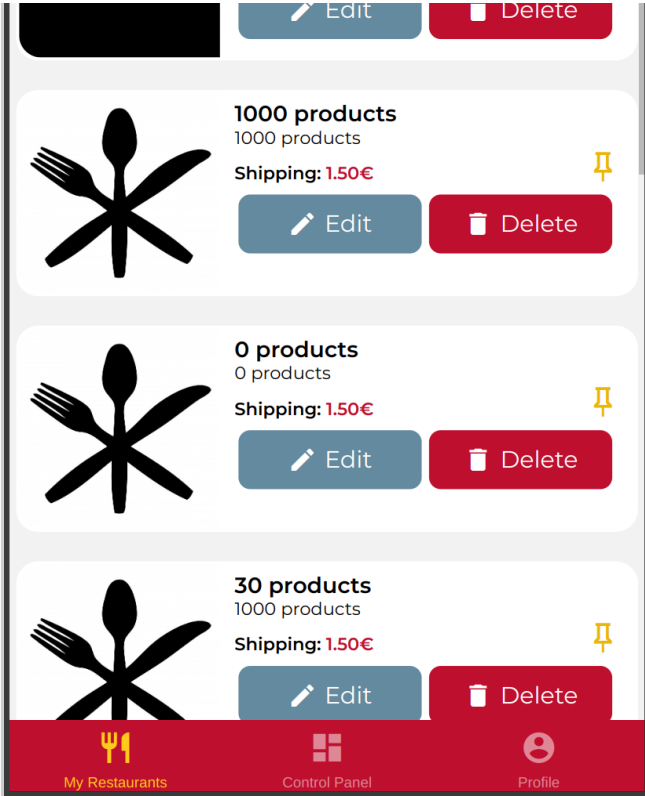 Edit
Delete
1000 products
1000 products
Shipping: 1.50€
Edit
Delete
0 products
0 products
Shipping: 1.50€
Edit
Delete
30 products
1000 products
Shipping: 1.50€
Edit
Delete
My Restaurants
Control Panel
Profile